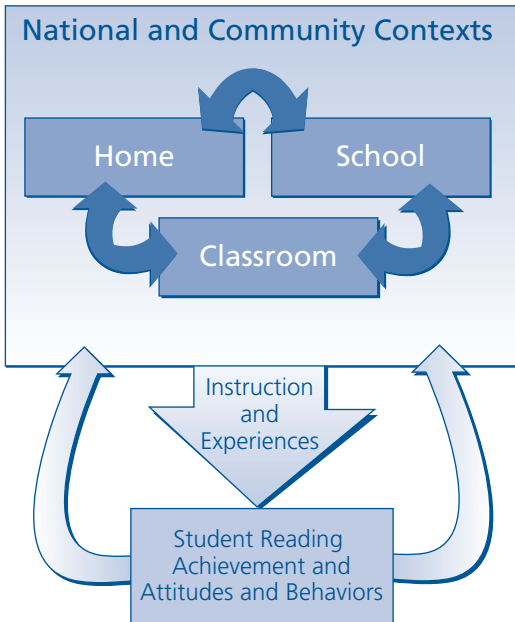 National and Community Contexts
Home
School
Classroom
Instruction
and
Experiences
Student Reading
Achievement and
Attitudes and Behaviors